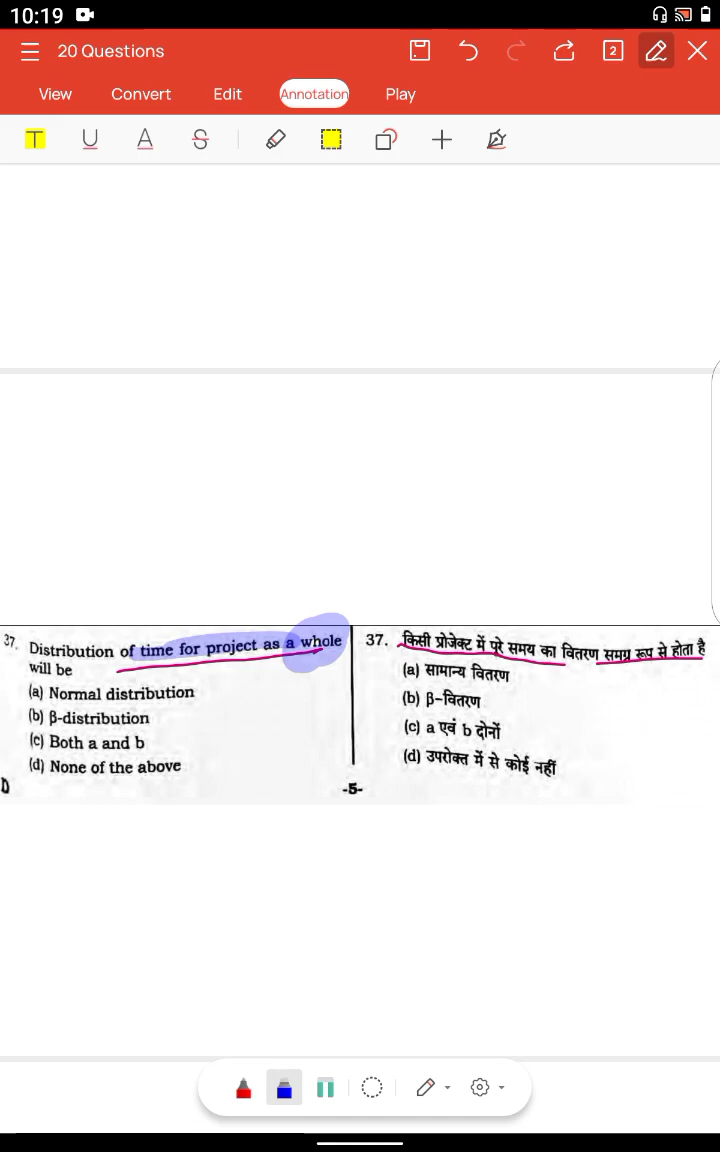 10:19
20 Questions
2
View Convert Edit Annotation Play
T U A S
37. Distribution of time for project as a whole
will be
(a) Normal distribution
(b) β-distribution
(c) Both a and b
(d) None of the above
D
37. किसी प्रोजेक्ट में पूरे समय का वितरण समग्र रूप से होता है
(a) सामान्य वितरण
(b) β-वितरण
(c) a एवं b दोनों
(d) उपरोक्त में से कोई नहीं
-5-